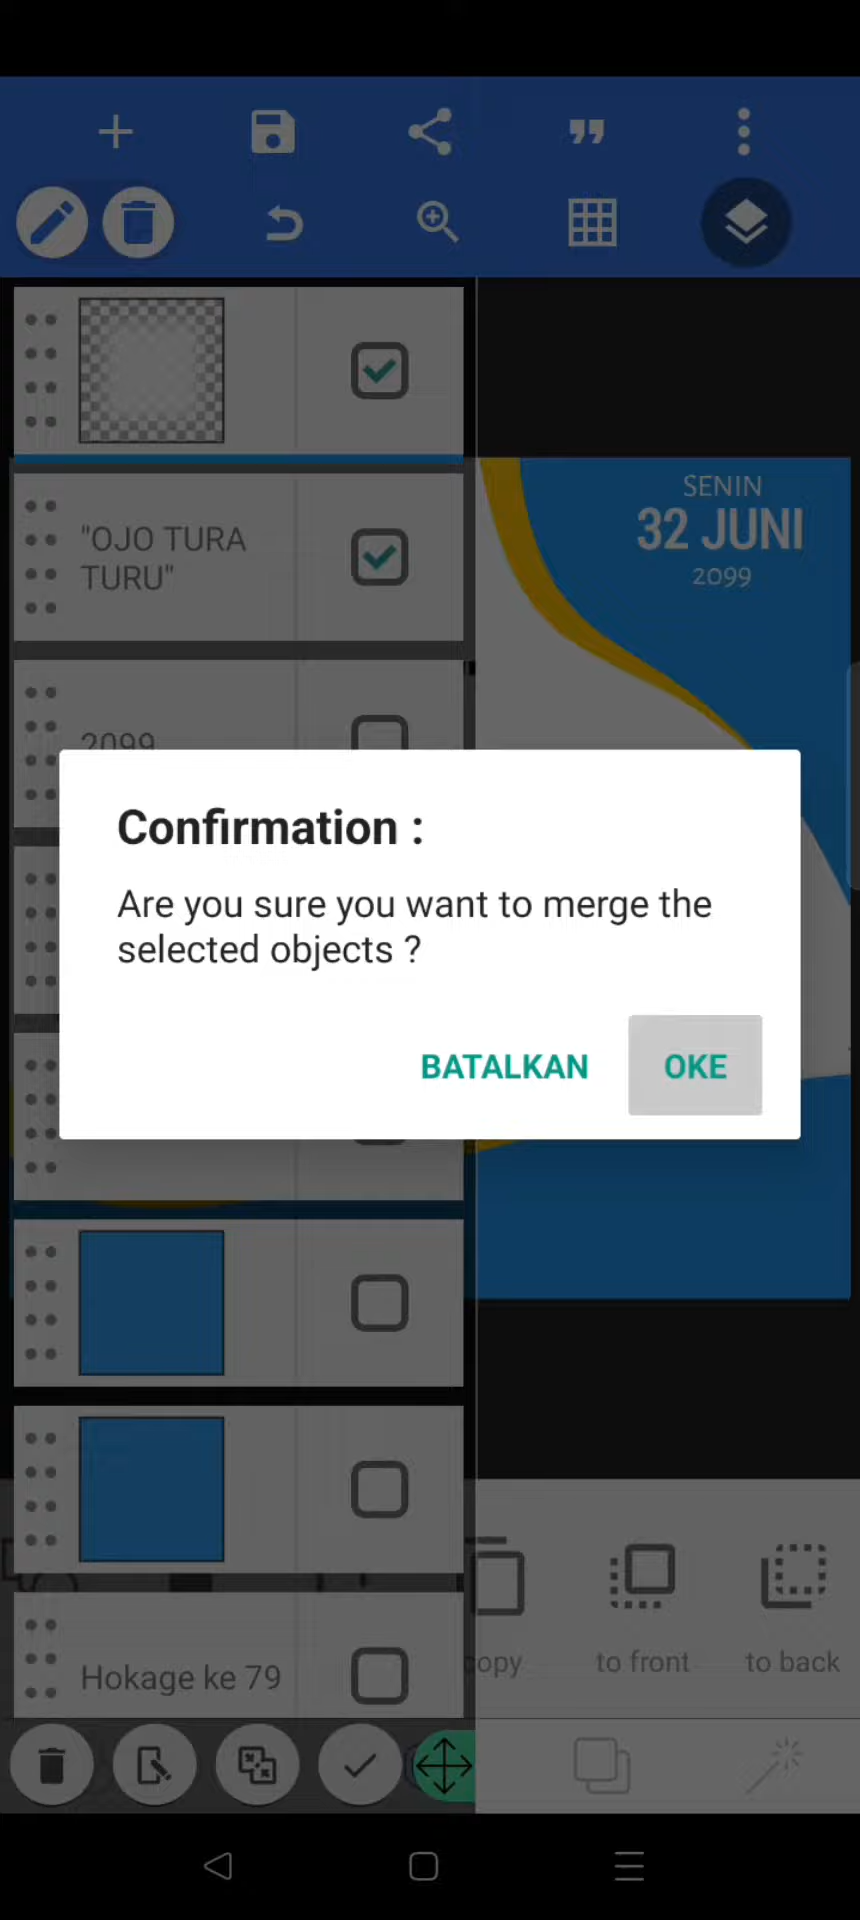 "OJO TURA
TURU"
SENIN
32 JUNI
2099
2099
Confirmation :
Are you sure you want to merge the
selected objects ?
BATALKAN
OKE
Hokage ke 79
copy
to front
to back